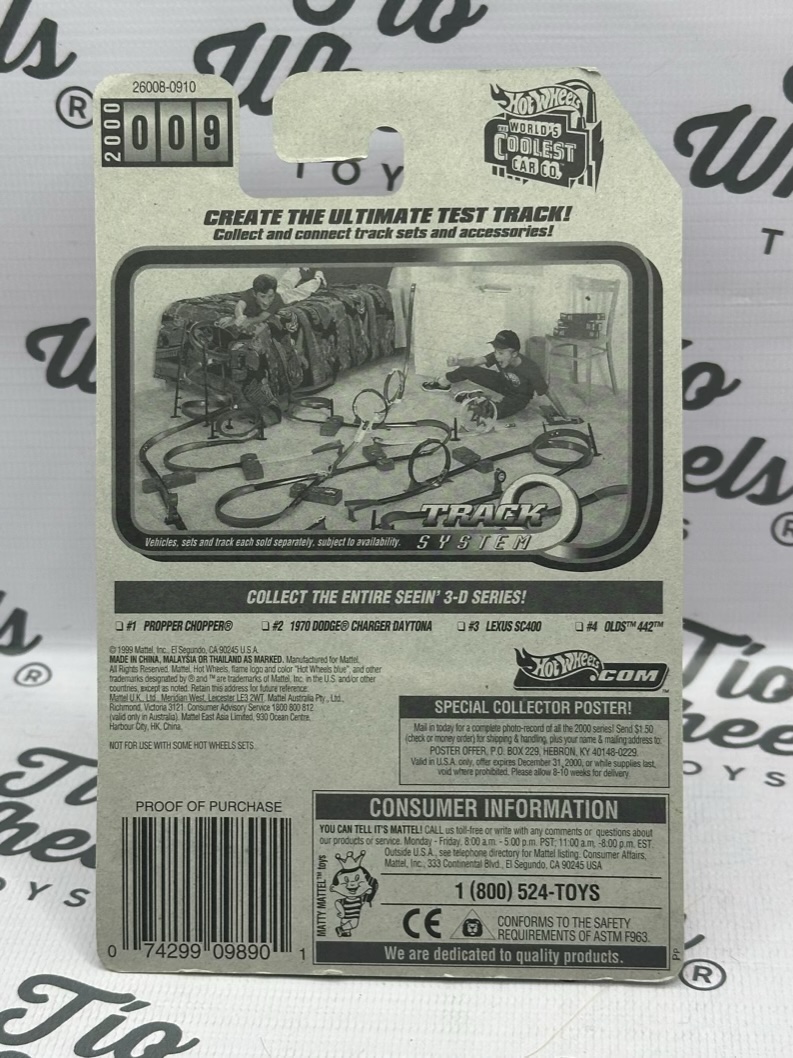 26008-0910
2000
009
Hot Wheels
THE WORLD'S
COOLEST
CAR CO.™
CREATE THE ULTIMATE TEST TRACK!
Collect and connect track sets and accessories!
TRACK
SYSTEM
Vehicles, sets and track each sold separately, subject to availability.
COLLECT THE ENTIRE SEEIN' 3-D SERIES!
❏ #1 PROPPER CHOPPER® ❏ #2 1970 DODGE® CHARGER DAYTONA ❏ #3 LEXUS SC400 ❏ #4 OLDS™ 442™
© 1999 Mattel, Inc., El Segundo, CA 90245 U.S.A.
MADE IN CHINA, MALAYSIA OR THAILAND AS MARKED. Manufactured for Mattel.
All Rights Reserved. Mattel, Hot Wheels, flame logo and color "Hot Wheels blue", and other
trademarks designated by ® and ™ are trademarks of Mattel, Inc. in the U.S. and/or other
countries, except as noted. Retain this address for future reference:
Mattel U.K., Ltd., Meridian West, Leicester LE3 2WT. Mattel Australia Pty., Ltd.,
Richmond, Victoria 3121. Consumer Advisory Service 1800 800 812
(valid only in Australia). Mattel East Asia Limited, 930 Ocean Centre,
Harbour City, HK, China.
NOT FOR USE WITH SOME HOT WHEELS SETS.
Hot Wheels .COM™
SPECIAL COLLECTOR POSTER!
Mail in today for a complete photo-record of all the 2000 series! Send $1.50
(check or money order) for shipping & handling, plus your name & mailing address to:
POSTER OFFER, P.O. BOX 229, HEBRON, KY 40148-0229.
Valid in U.S.A. only, offer expires December 31, 2000, or while supplies last,
void where prohibited. Please allow 8-10 weeks for delivery.
PROOF OF PURCHASE
0 74299 09890 1
CONSUMER INFORMATION
YOU CAN TELL IT'S MATTEL! CALL us toll-free or write with any comments or questions about
our products or service. Monday - Friday, 8:00 a.m. - 5:00 p.m. PST; 11:00 a.m. -8:00 p.m. EST.
Outside U.S.A., see telephone directory for Mattel listing. Consumer Affairs,
Mattel, Inc., 333 Continental Blvd., El Segundo, CA 90245 USA
MATTY MATTEL™ toys
1 (800) 524-TOYS
CE
CONFORMS TO THE SAFETY
REQUIREMENTS OF ASTM F963.
We are dedicated to quality products.
PP
Tio
Wheels
TOYS
®